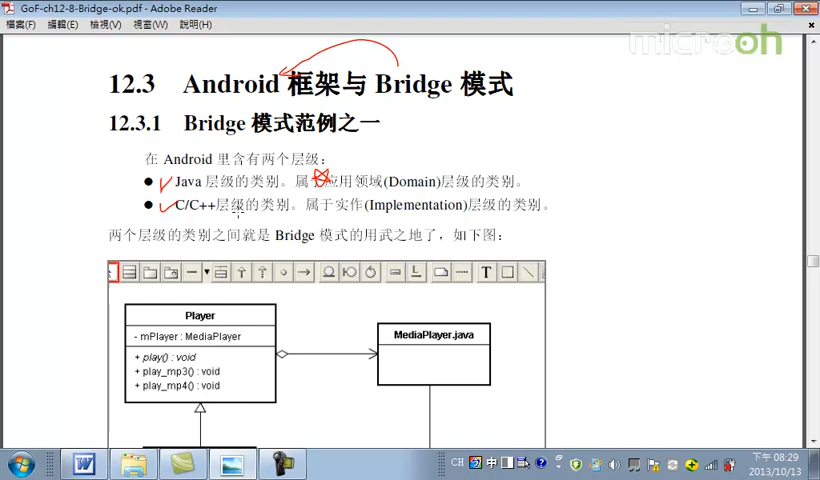 GoF-ch12-8-Bridge-ok.pdf - Adobe Reader
檔案(F) 編輯(E) 檢視(V) 視窗(W) 說明(H)
microoh
12.3 Android 框架与 Bridge 模式
12.3.1 Bridge 模式范例之一
在 Android 里含有两个层级：
● Java 层级的类别。属于应用领域(Domain)层级的类别。
● C/C++层级的类别。属于实作(Implementation)层级的类别。
两个层级的类别之间就是 Bridge 模式的用武之地了，如下图：
T
Player
- mPlayer : MediaPlayer
+ play() : void
+ play_mp3() : void
+ play_mp4() : void
MediaPlayer.java
W
CH 中
下午 08:29
2013/10/13